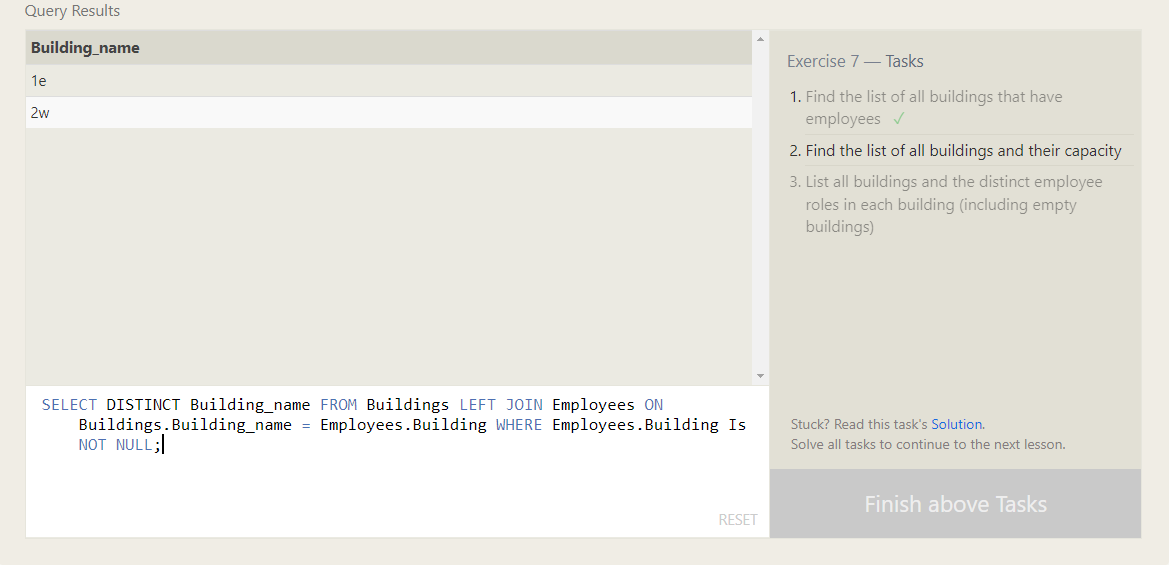 Query Results
Building_name
1e
2w
SELECT DISTINCT Building_name FROM Buildings LEFT JOIN Employees ON
Buildings.Building_name = Employees.Building WHERE Employees.Building Is
NOT NULL;
RESET
Exercise 7 — Tasks
1. Find the list of all buildings that have
employees ✓
2. Find the list of all buildings and their capacity
3. List all buildings and the distinct employee
roles in each building (including empty
buildings)
Stuck? Read this task's Solution.
Solve all tasks to continue to the next lesson.
Finish above Tasks